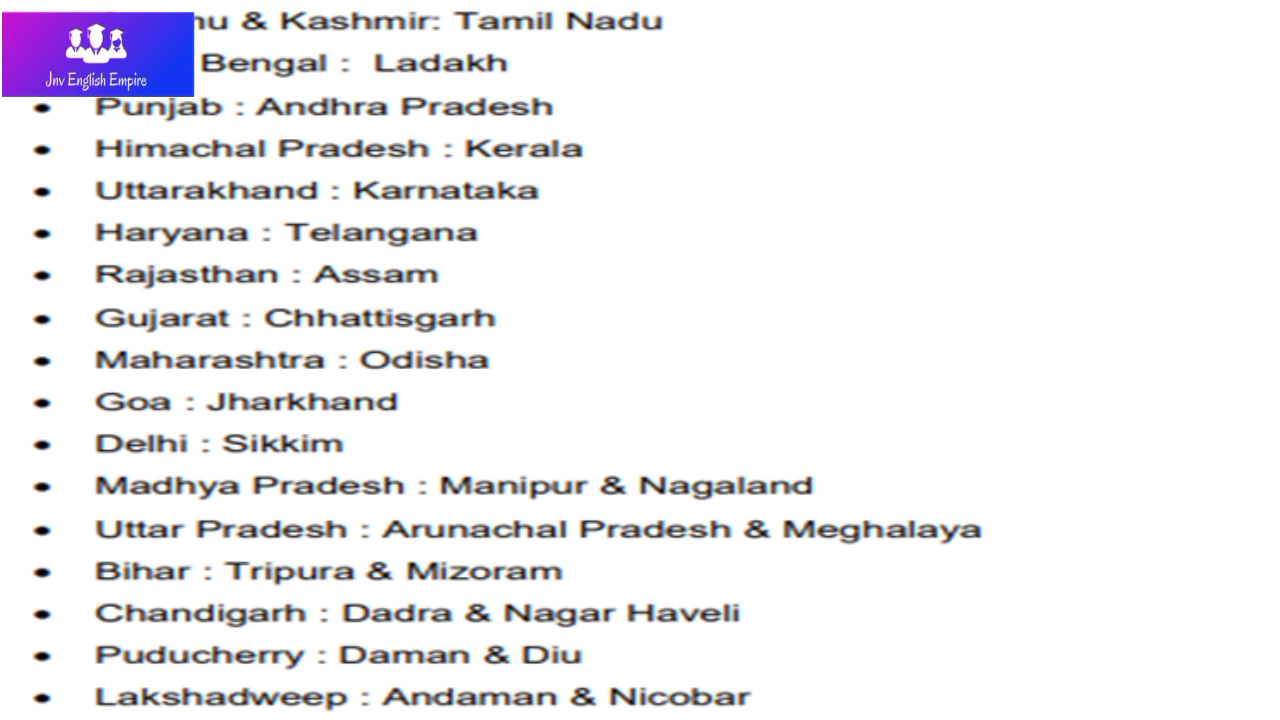 & Kashmir: Tamil Nadu
Bengal : Ladakh
Jnv English Empire
• Punjab : Andhra Pradesh
• Himachal Pradesh : Kerala
• Uttarakhand : Karnataka
• Haryana : Telangana
• Rajasthan : Assam
• Gujarat : Chhattisgarh
• Maharashtra : Odisha
• Goa : Jharkhand
• Delhi : Sikkim
• Madhya Pradesh : Manipur & Nagaland
• Uttar Pradesh : Arunachal Pradesh & Meghalaya
• Bihar : Tripura & Mizoram
• Chandigarh : Dadra & Nagar Haveli
• Puducherry : Daman & Diu
• Lakshadweep : Andaman & Nicobar